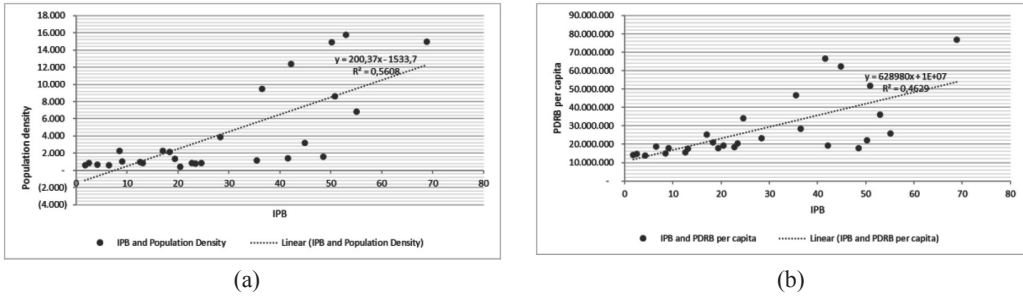 18.000
16.000
14.000
12.000
10.000
8.000
6.000
4.000
2.000
-
(2.000)
(4.000)
Population density
y = 200,37x - 1533,7
R² = 0,5608
0 10 20 30 40 50 60 70 80
IPB
IPB and Population Density Linear (IPB and Population Density)
(a)
90.000.000
80.000.000
70.000.000
60.000.000
50.000.000
40.000.000
30.000.000
20.000.000
10.000.000
-
PDRB per capita
y = 628980x + 1E+07
R² = 0,4629
0 10 20 30 40 50 60 70 80
IPB
IPB and PDRB per capita Linear (IPB and PDRB per capita)
(b)